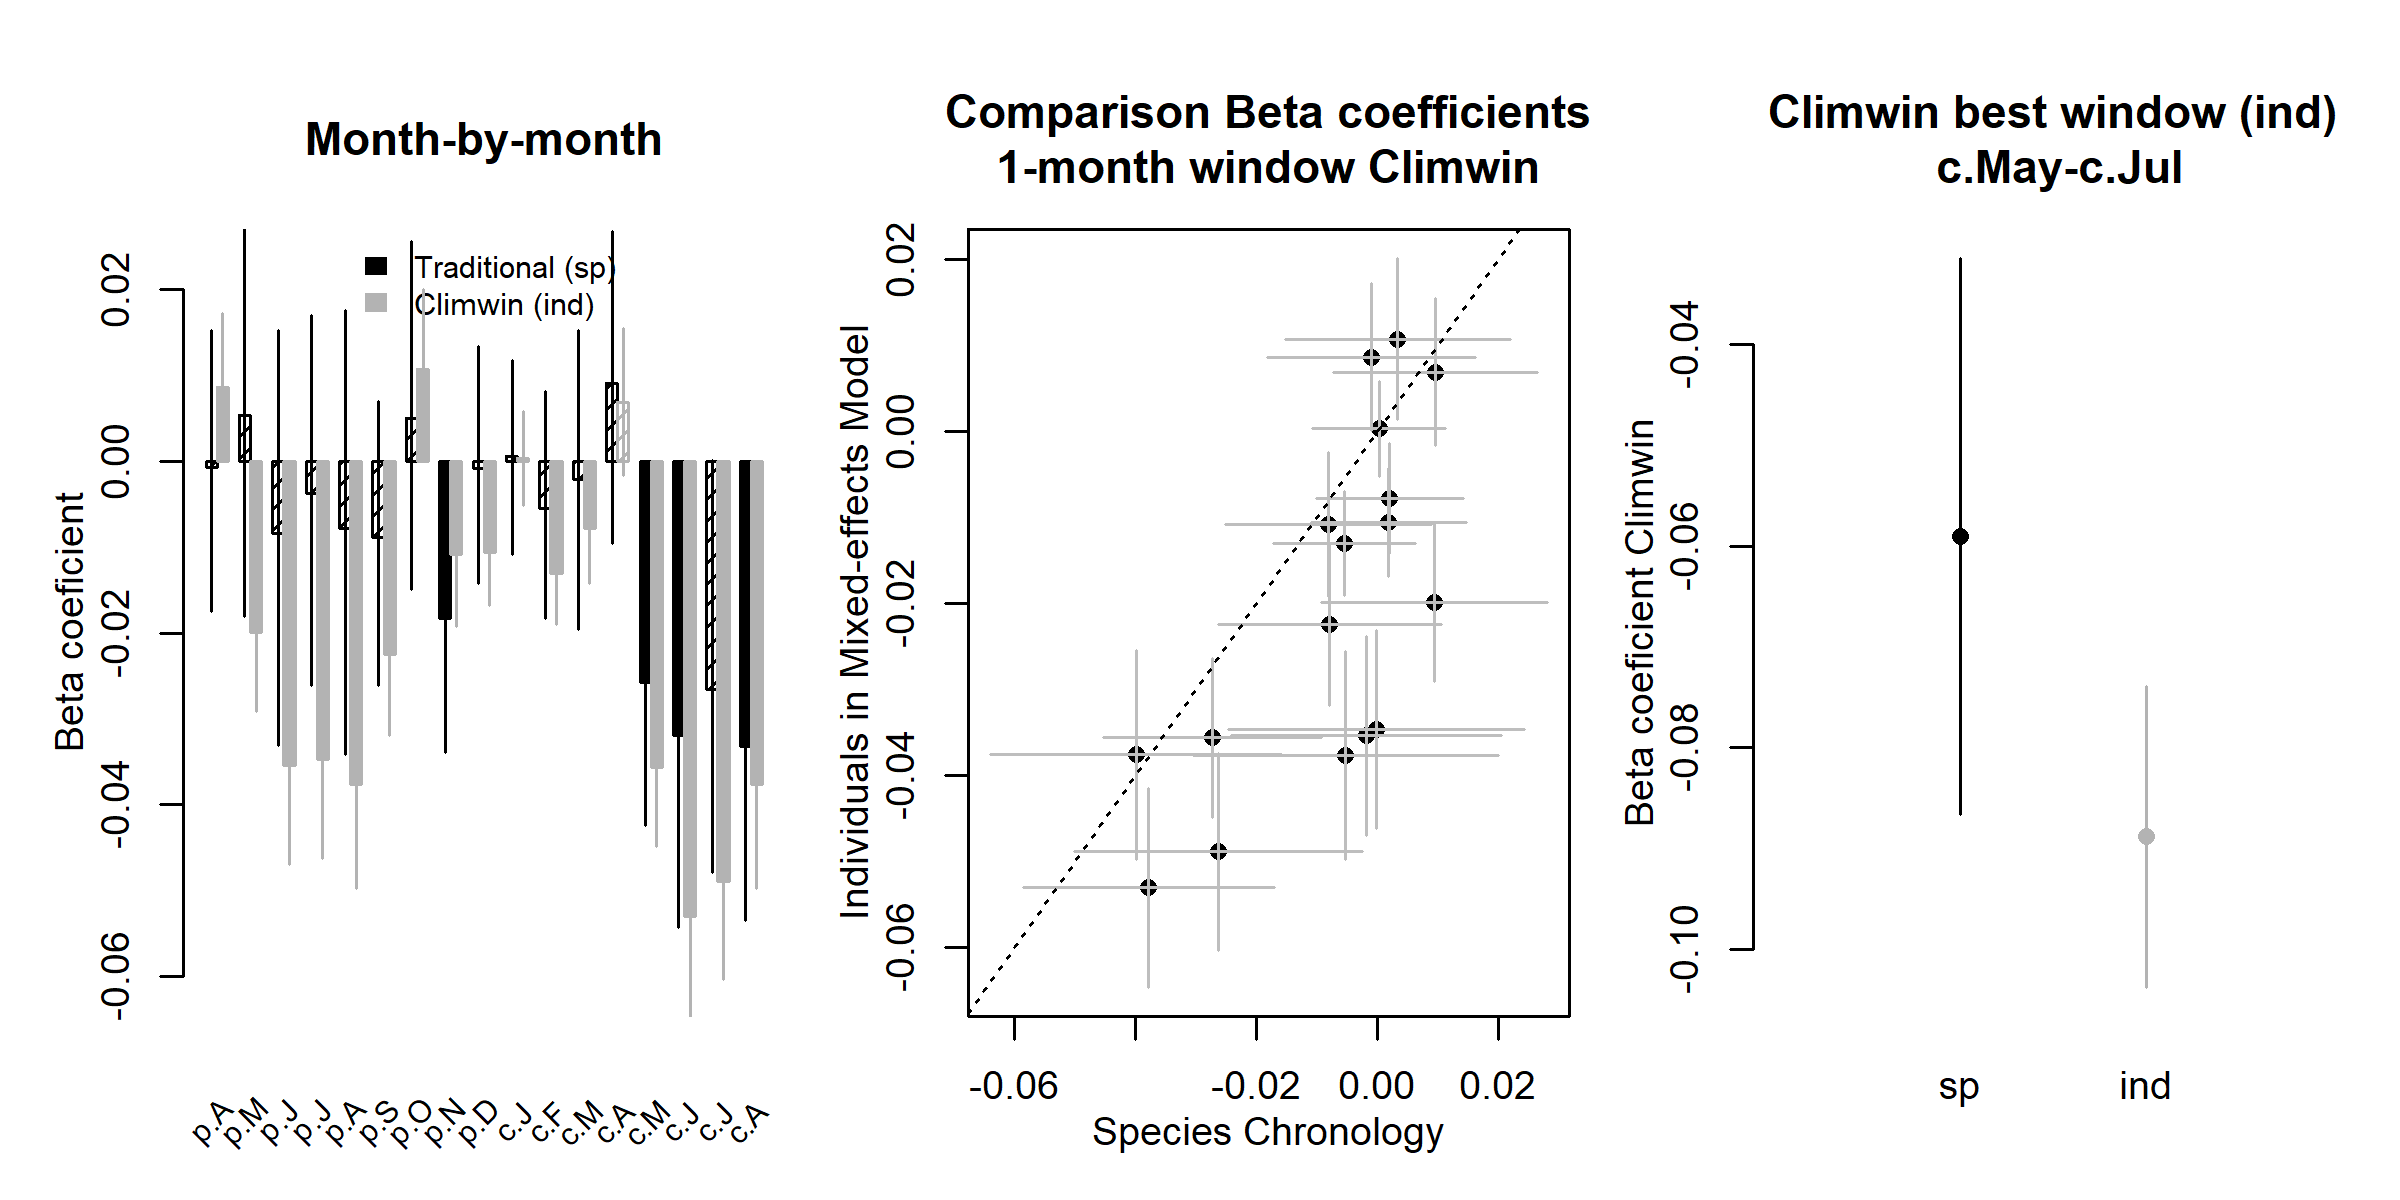 Month-by-month
Beta coeficient
0.02
0.00
-0.02
-0.04
-0.06
Traditional (sp)
Climwin (ind)
p.A
p.M
p.J
p.J
p.A
p.S
p.O
p.N
p.D
c.J
c.F
c.M
c.A
c.M
c.J
c.J
c.A
Comparison Beta coefficients
1-month window Climwin
Individuals in Mixed-effects Model
0.02
0.00
-0.02
-0.04
-0.06
-0.06
-0.02
0.00
0.02
Species Chronology
Climwin best window (ind)
c.May-c.Jul
Beta coeficient Climwin
-0.04
-0.06
-0.08
-0.10
sp
ind